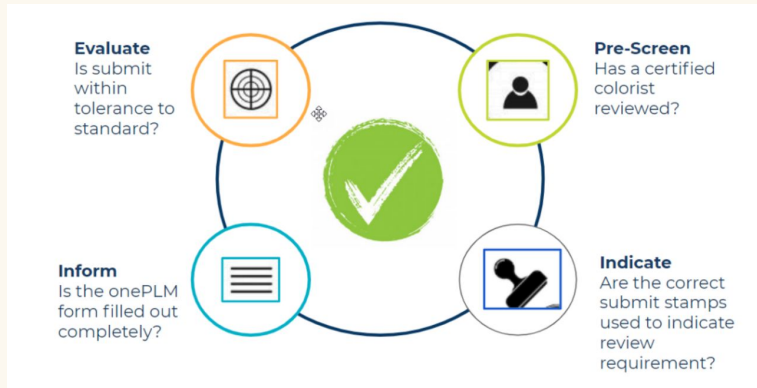 Evaluate
Is submit
within
tolerance to
standard?
Pre-Screen
Has a certified
colorist
reviewed?
Inform
Is the onePLM
form filled out
completely?
Indicate
Are the correct
submit stamps
used to indicate
review
requirement?